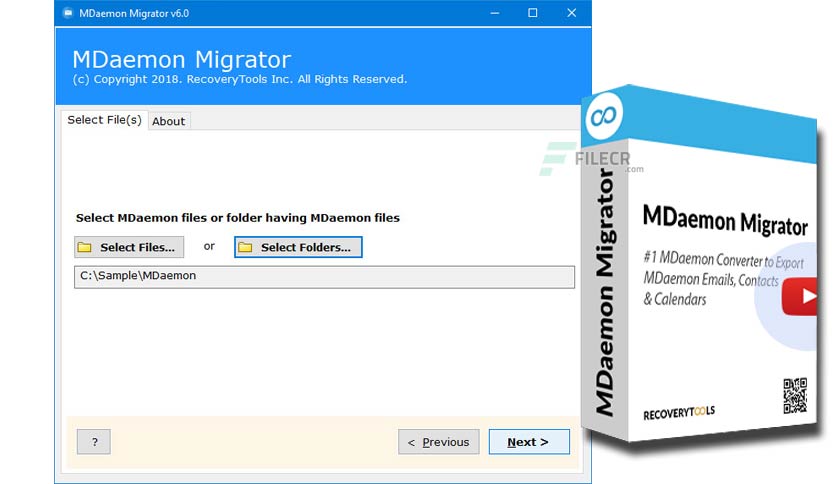 MDaemon Migrator v6.0
MDaemon Migrator
(c) Copyright 2018. RecoveryTools Inc. All Rights Reserved.
Select File(s)
About
Select MDaemon files or folder having MDaemon files
Select Files...
or
Select Folders...
C:\Sample\MDaemon
?
< Previous
Next >
FILECR
.com
MDaemon Migrator
MDaemon Migrator
#1 MDaemon Converter to Export
MDaemon Emails, Contacts
& Calendars
RECOVERYTOOLS